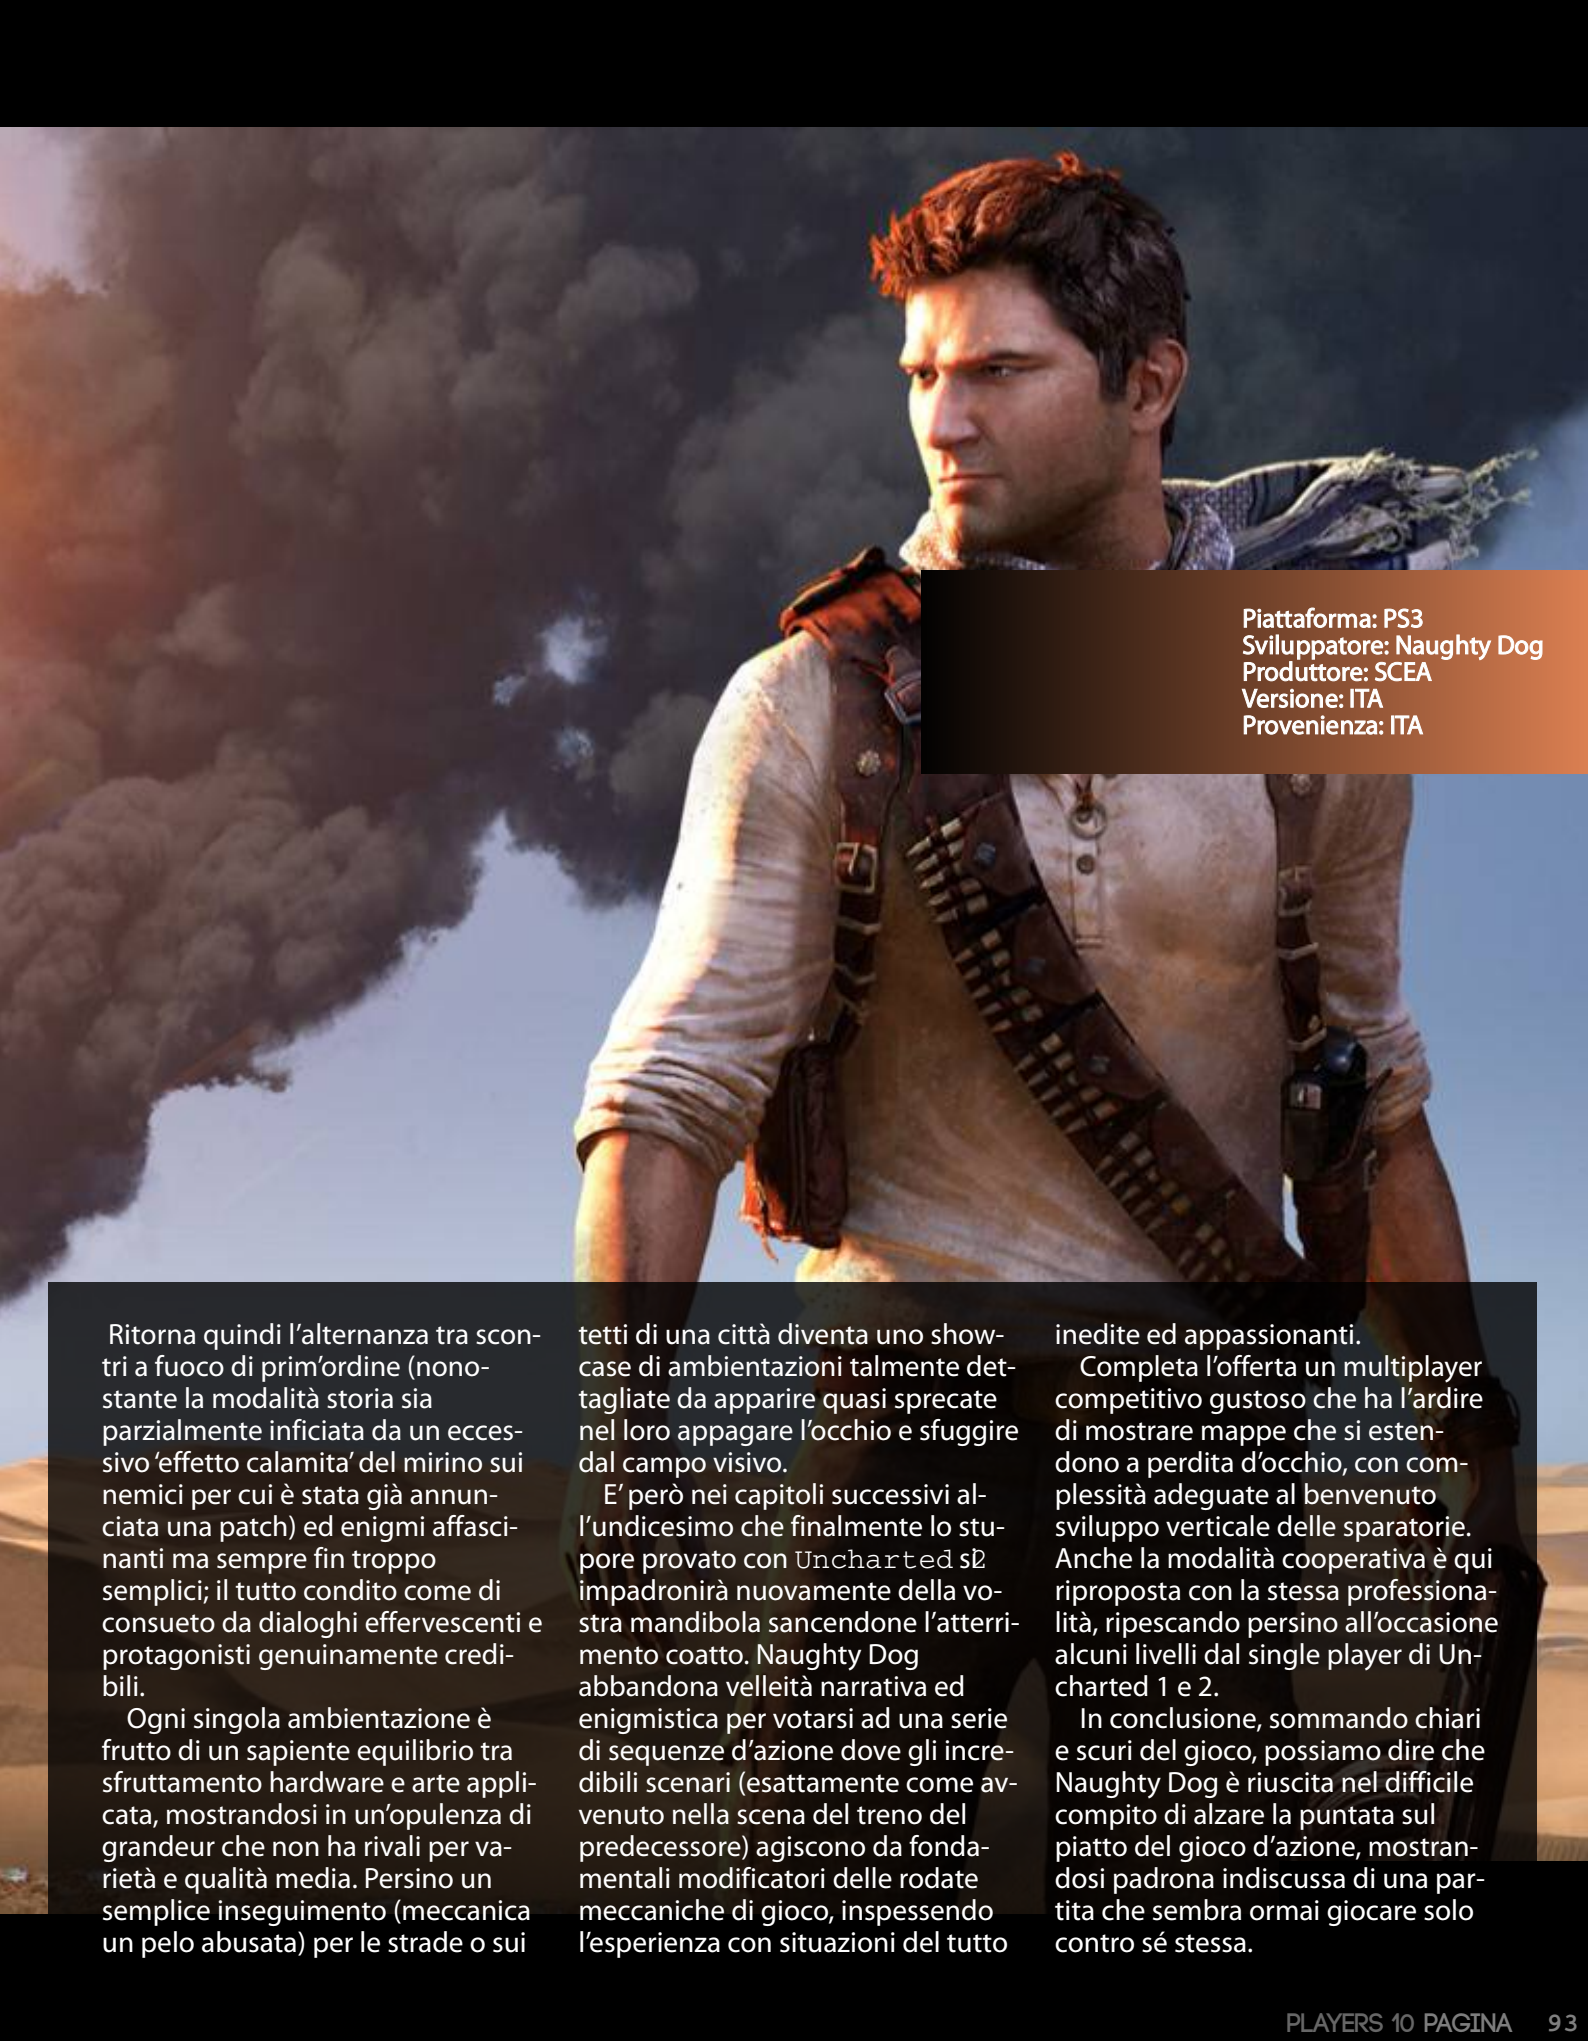 Piattaforma: PS3
Sviluppatore: Naughty Dog
Produttore: SCEA
Versione: ITA
Provenienza: ITA
Ritorna quindi l’alternanza tra scon-
tri a fuoco di prim’ordine (nono-
stante la modalità storia sia
parzialmente inficiata da un ecces-
sivo ‘effetto calamita’ del mirino sui
nemici per cui è stata già annun-
ciata una patch) ed enigmi affasci-
nanti ma sempre fin troppo
semplici; il tutto condito come di
consueto da dialoghi effervescenti e
protagonisti genuinamente credi-
bili.
Ogni singola ambientazione è
frutto di un sapiente equilibrio tra
sfruttamento hardware e arte appli-
cata, mostrandosi in un’opulenza di
grandeur che non ha rivali per va-
rietà e qualità media. Persino un
semplice inseguimento (meccanica
un pelo abusata) per le strade o sui
tetti di una città diventa uno show-
case di ambientazioni talmente det-
tagliate da apparire quasi sprecate
nel loro appagare l’occhio e sfuggire
dal campo visivo.
E’ però nei capitoli successivi al-
l’undicesimo che finalmente lo stu-
pore provato con Uncharted 2 si
impadronirà nuovamente della vo-
stra mandibola sancendone l’atterri-
mento coatto. Naughty Dog
abbandona velleità narrativa ed
enigmistica per votarsi ad una serie
di sequenze d’azione dove gli incre-
dibili scenari (esattamente come av-
venuto nella scena del treno del
predecessore) agiscono da fonda-
mentali modificatori delle rodate
meccaniche di gioco, inspessendo
l’esperienza con situazioni del tutto
inedite ed appassionanti.
Completa l’offerta un multiplayer
competitivo gustoso che ha l’ardire
di mostrare mappe che si esten-
dono a perdita d’occhio, con com-
plessità adeguate al benvenuto
sviluppo verticale delle sparatorie.
Anche la modalità cooperativa è qui
riproposta con la stessa professiona-
lità, ripescando persino all’occasione
alcuni livelli dal single player di Un-
charted 1 e 2.
In conclusione, sommando chiari
e scuri del gioco, possiamo dire che
Naughty Dog è riuscita nel difficile
compito di alzare la puntata sul
piatto del gioco d’azione, mostran-
dosi padrona indiscussa di una par-
tita che sembra ormai giocare solo
contro sé stessa.
PLAYERS 10 PAGINA 93